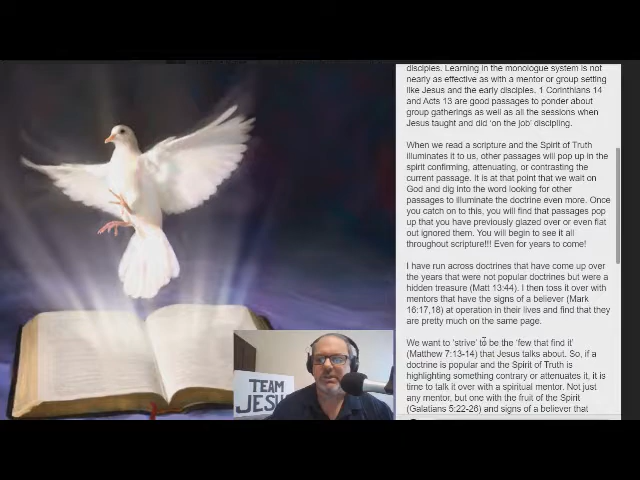 disciples. Learning in the monologue system is not
nearly as effective as with a mentor or group setting
like Jesus and the early disciples. 1 Corinthians 14
and Acts 13 are good passages to ponder about
group gatherings as well as all the sessions when
Jesus taught and did 'on the job' discipling.
When we read a scripture and the Spirit of Truth
illuminates it to us, other passages will pop up in the
spirit confirming, attenuating, or contrasting the
current passage. It is at that point that we wait on
God and dig into the word looking for other
passages to illuminate the doctrine even more. Once
you catch on to this, you will find that passages pop
up that you have previously glazed over or even flat
out ignored them. You will begin to see it all
throughout scripture!!! Even for years to come!
I have run across doctrines that have come up over
the years that were not popular doctrines but were a
hidden treasure (Matt 13:44). I then toss it over with
mentors that have the signs of a believer (Mark
16:17,18) at operation in their lives and find that they
are pretty much on the same page.
We want to 'strive' to be the 'few that find it'
(Matthew 7:13-14) that Jesus talks about. So, if a
doctrine is popular and the Spirit of Truth is
highlighting something contrary or attenuates it, it is
time to talk it over with a spiritual mentor. Not just
any mentor, but one with the fruit of the Spirit
(Galatians 5:22-26) and signs of a believer that
TEAM
JESU